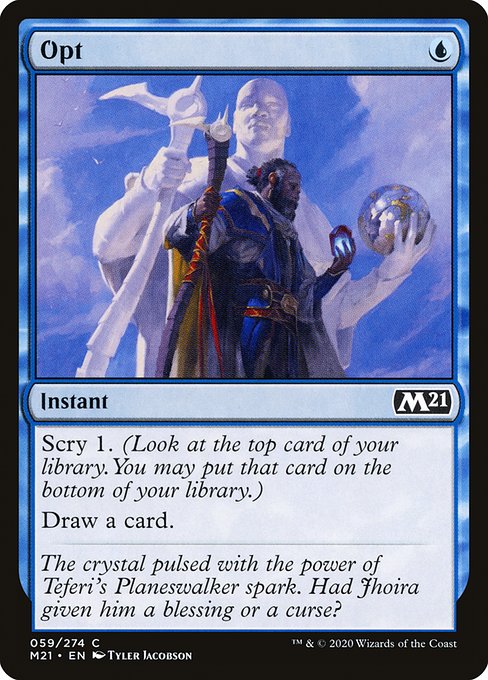 Opt
Instant
M21
Scry 1. (Look at the top card of your
library. You may put that card on the
bottom of your library.)
Draw a card.
The crystal pulsed with the power of
Teferi's Planeswalker spark. Had Jhoira
given him a blessing or a curse?
059/274 C
M21 • EN Tyler Jacobson
™ & © 2020 Wizards of the Coast